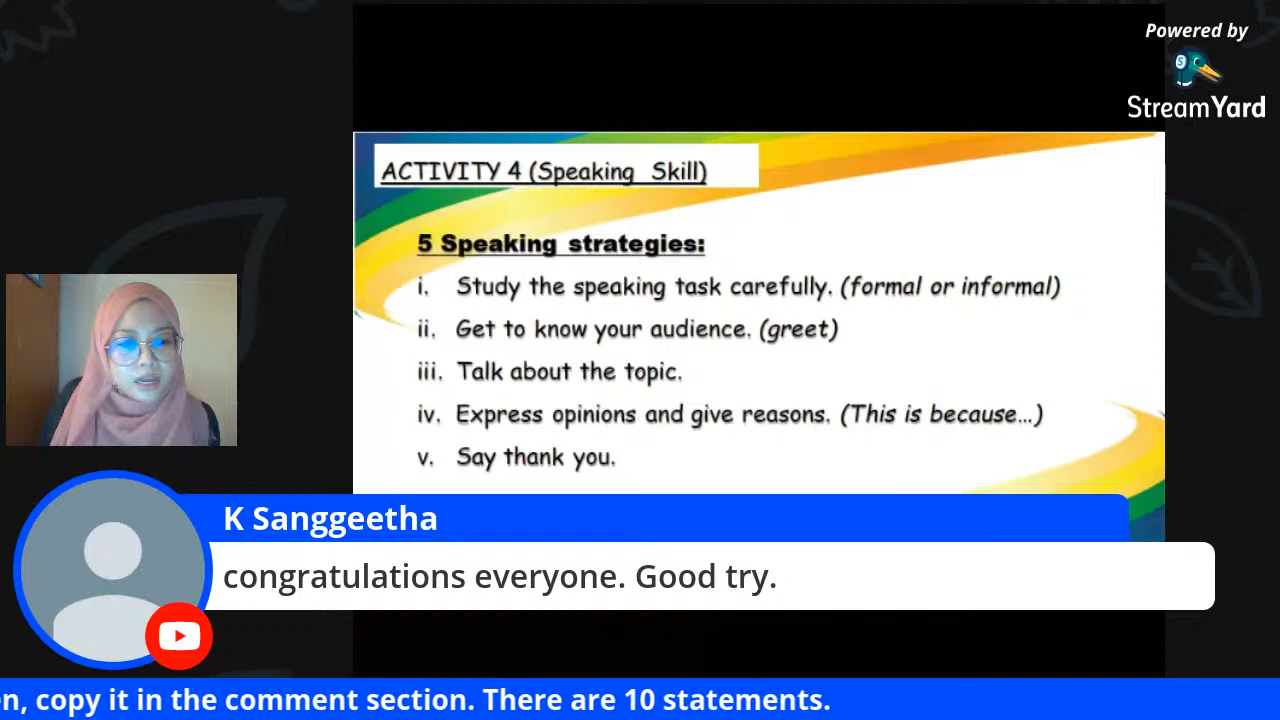 Powered by
StreamYard
ACTIVITY 4 (Speaking Skill)
5 Speaking strategies:
i. Study the speaking task carefully. (formal or informal)
ii. Get to know your audience. (greet)
iii. Talk about the topic.
iv. Express opinions and give reasons. (This is because...)
v. Say thank you.
K Sanggeetha
congratulations everyone. Good try.
copy it in the comment section. There are 10 statements.